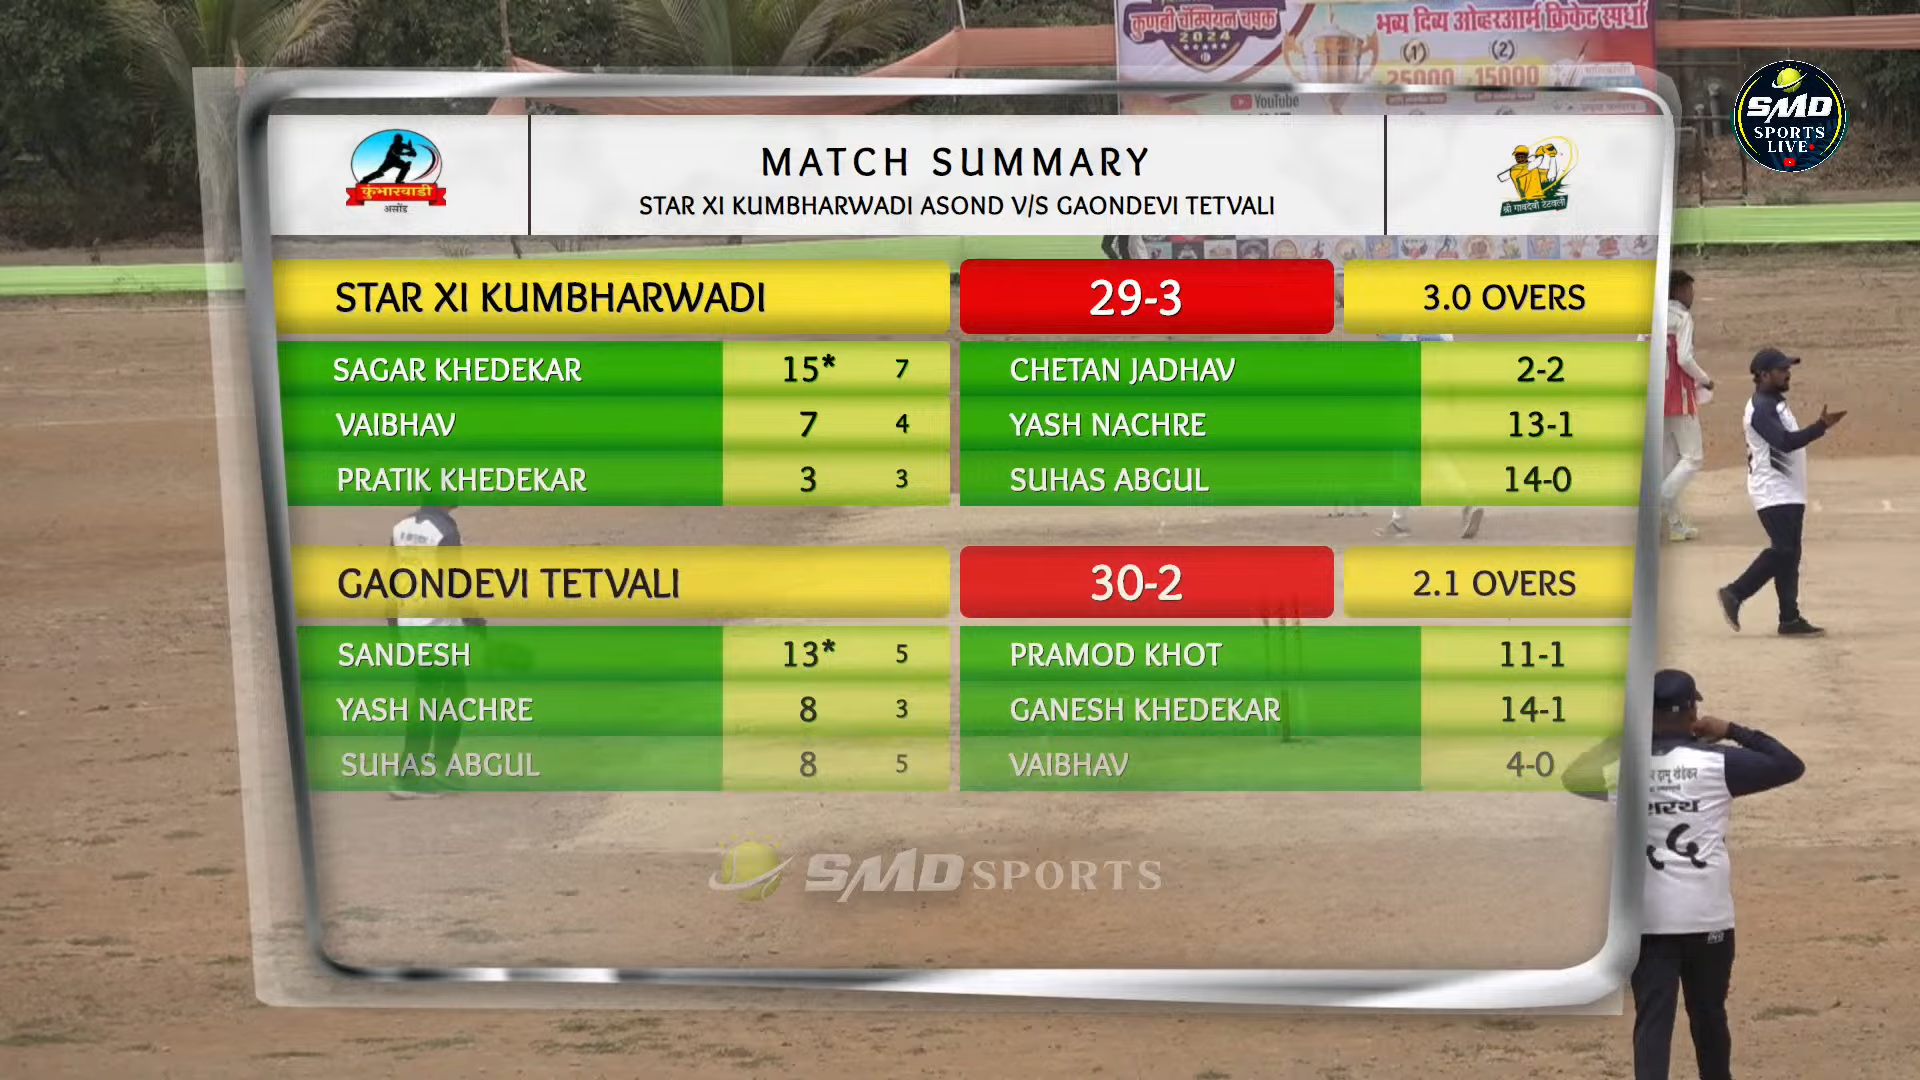 कुणबी चॅम्पियन चषक
2024
भव्य दिव्य ओव्हरआर्म क्रिकेट स्पर्धा
(1) (2)
25000 15000
YouTube
SMD
SPORTS
LIVE
कुंभारवाडी
असोंड
MATCH SUMMARY
STAR XI KUMBHARWADI ASOND V/S GAONDEVI TETVALI
श्री गावदेवी टेटवली
STAR XI KUMBHARWADI 29-3 3.0 OVERS
SAGAR KHEDEKAR 15* 7 CHETAN JADHAV 2-2
VAIBHAV 7 4 YASH NACHRE 13-1
PRATIK KHEDEKAR 3 3 SUHAS ABGUL 14-0
GAONDEVI TETVALI 30-2 2.1 OVERS
SANDESH 13* 5 PRAMOD KHOT 11-1
YASH NACHRE 8 3 GANESH KHEDEKAR 14-1
SUHAS ABGUL 8 5 VAIBHAV 4-0
SMD SPORTS